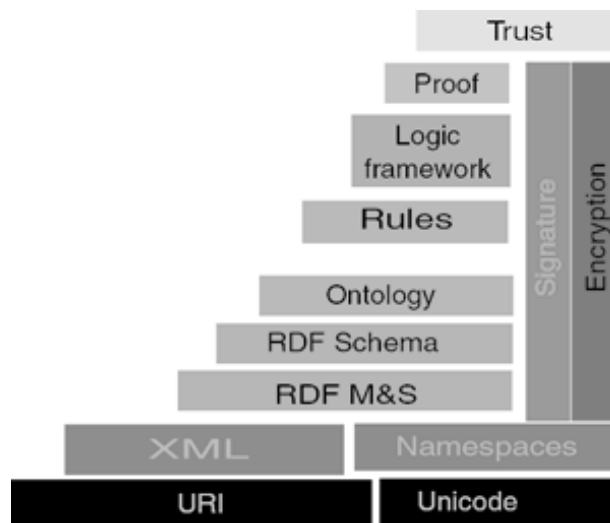 Trust
Proof
Logic
framework
Rules
Ontology
RDF Schema
RDF M&S
Signature
Encryption
XML
Namespaces
URI
Unicode